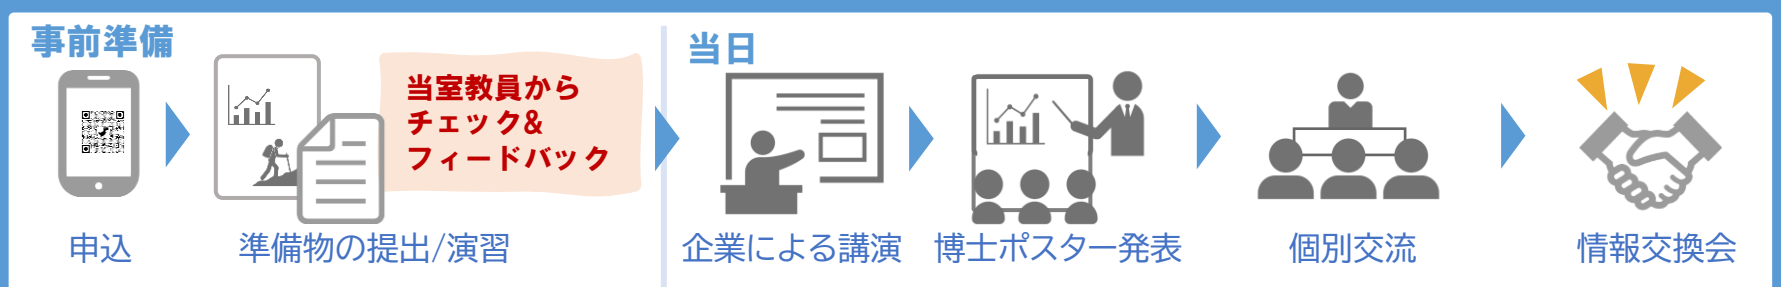 事前準備
当室教員から
チェック&
フィードバック
申込
準備物の提出/演習
当日
企業による講演
博士ポスター発表
個別交流
情報交換会